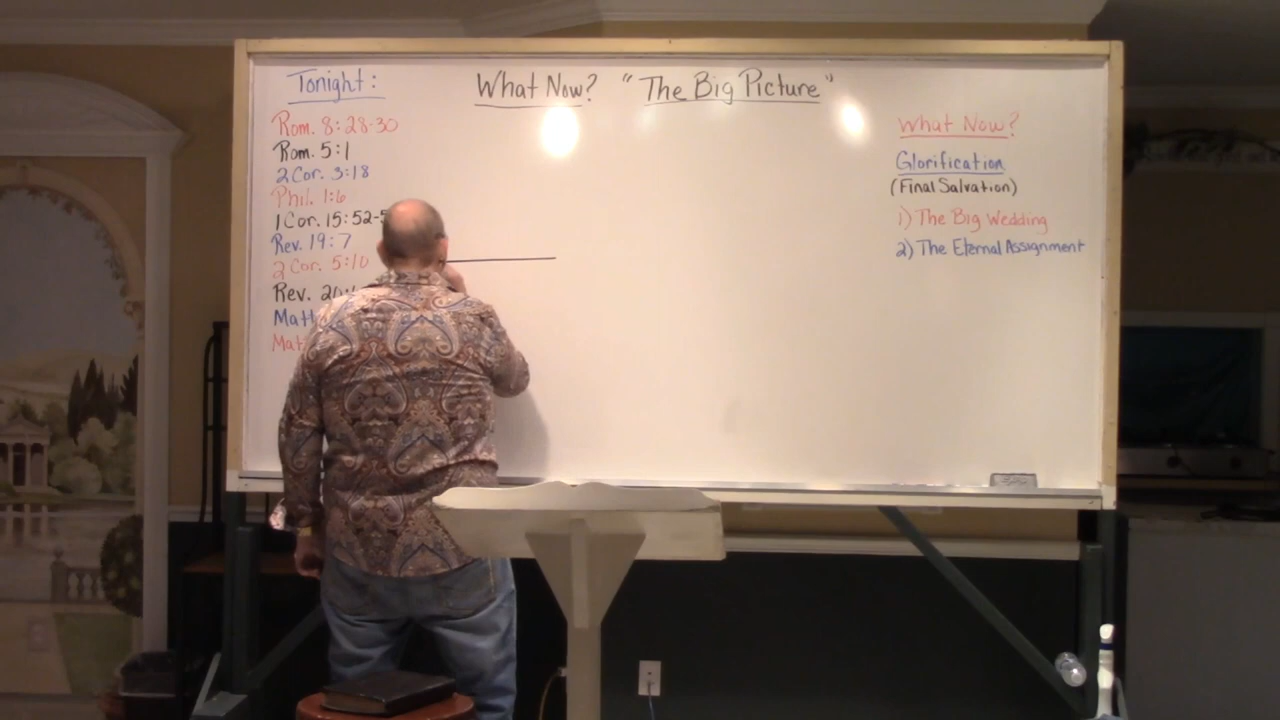 Tonight:
What Now? "The Big Picture"
Rom. 8:28-30
Rom. 5:1
2 Cor. 3:18
Phil. 1:6
1 Cor. 15:52-5
Rev. 19:7
2 Cor. 5:10
Rev. 20
Matt
Mat
What Now?
Glorification
(Final Salvation)
1) The Big Wedding
2) The Eternal Assignment